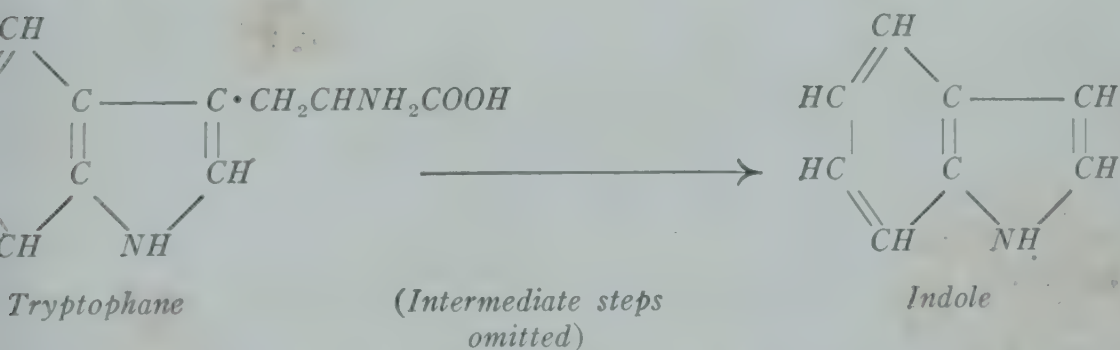 CH CH
C C·CH₂CHNH₂COOH HC C CH
C CH HC C CH
CH NH CH NH
Tryptophane (Intermediate steps Indole
omitted)